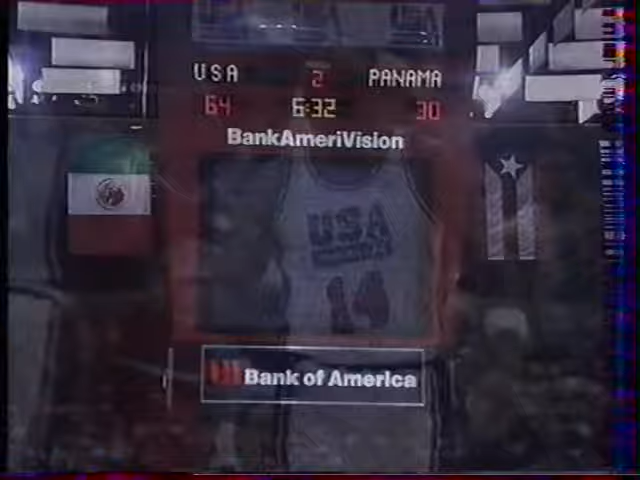 USA 2 PANAMA
64 6:32 30
BankAmeriVision
USA
14
Bank of America